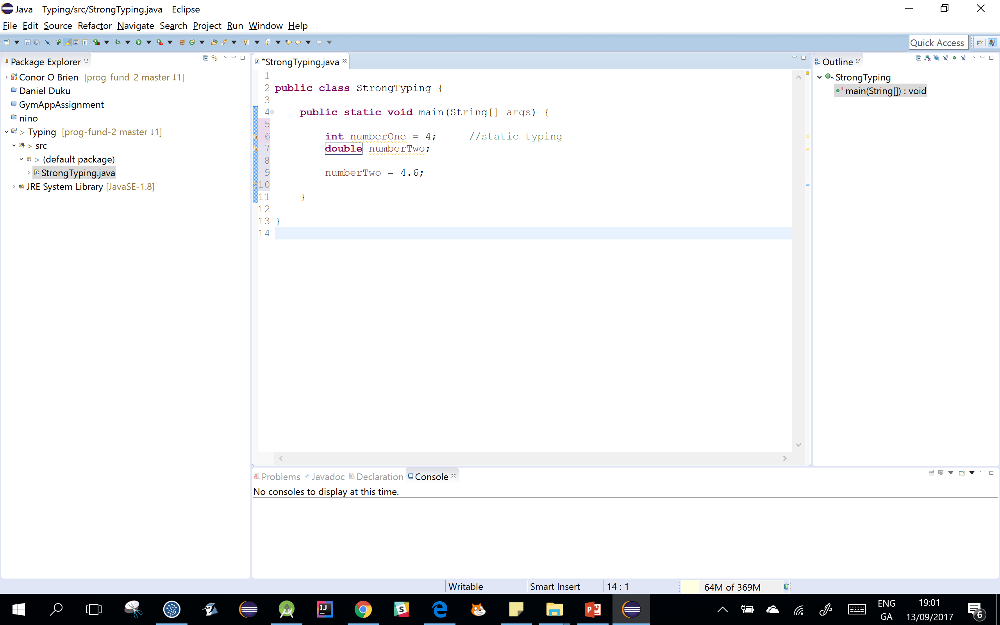 Java - Typing/src/StrongTyping.java - Eclipse
File Edit Source Refactor Navigate Search Project Run Window Help
Quick Access
Package Explorer
Conor O Brien [prog-fund-2 master ↓1]
Daniel Duku
GymAppAssignment
nino
> Typing [prog-fund-2 master ↓1]
> src
> (default package)
StrongTyping.java
JRE System Library [JavaSE-1.8]
*StrongTyping.java
1
2 public class StrongTyping {
3
4 public static void main(String[] args) {
5
6 int numberOne = 4; //static typing
7 double numberTwo;
8
9 numberTwo = 4.6;
10
11 }
12
13 }
14
Outline
StrongTyping
main(String[]) : void
Problems @ Javadoc Declaration Console
No consoles to display at this time.
Writable Smart Insert 14 : 1 64M of 369M
ENG
GA
19:01
13/09/2017
6